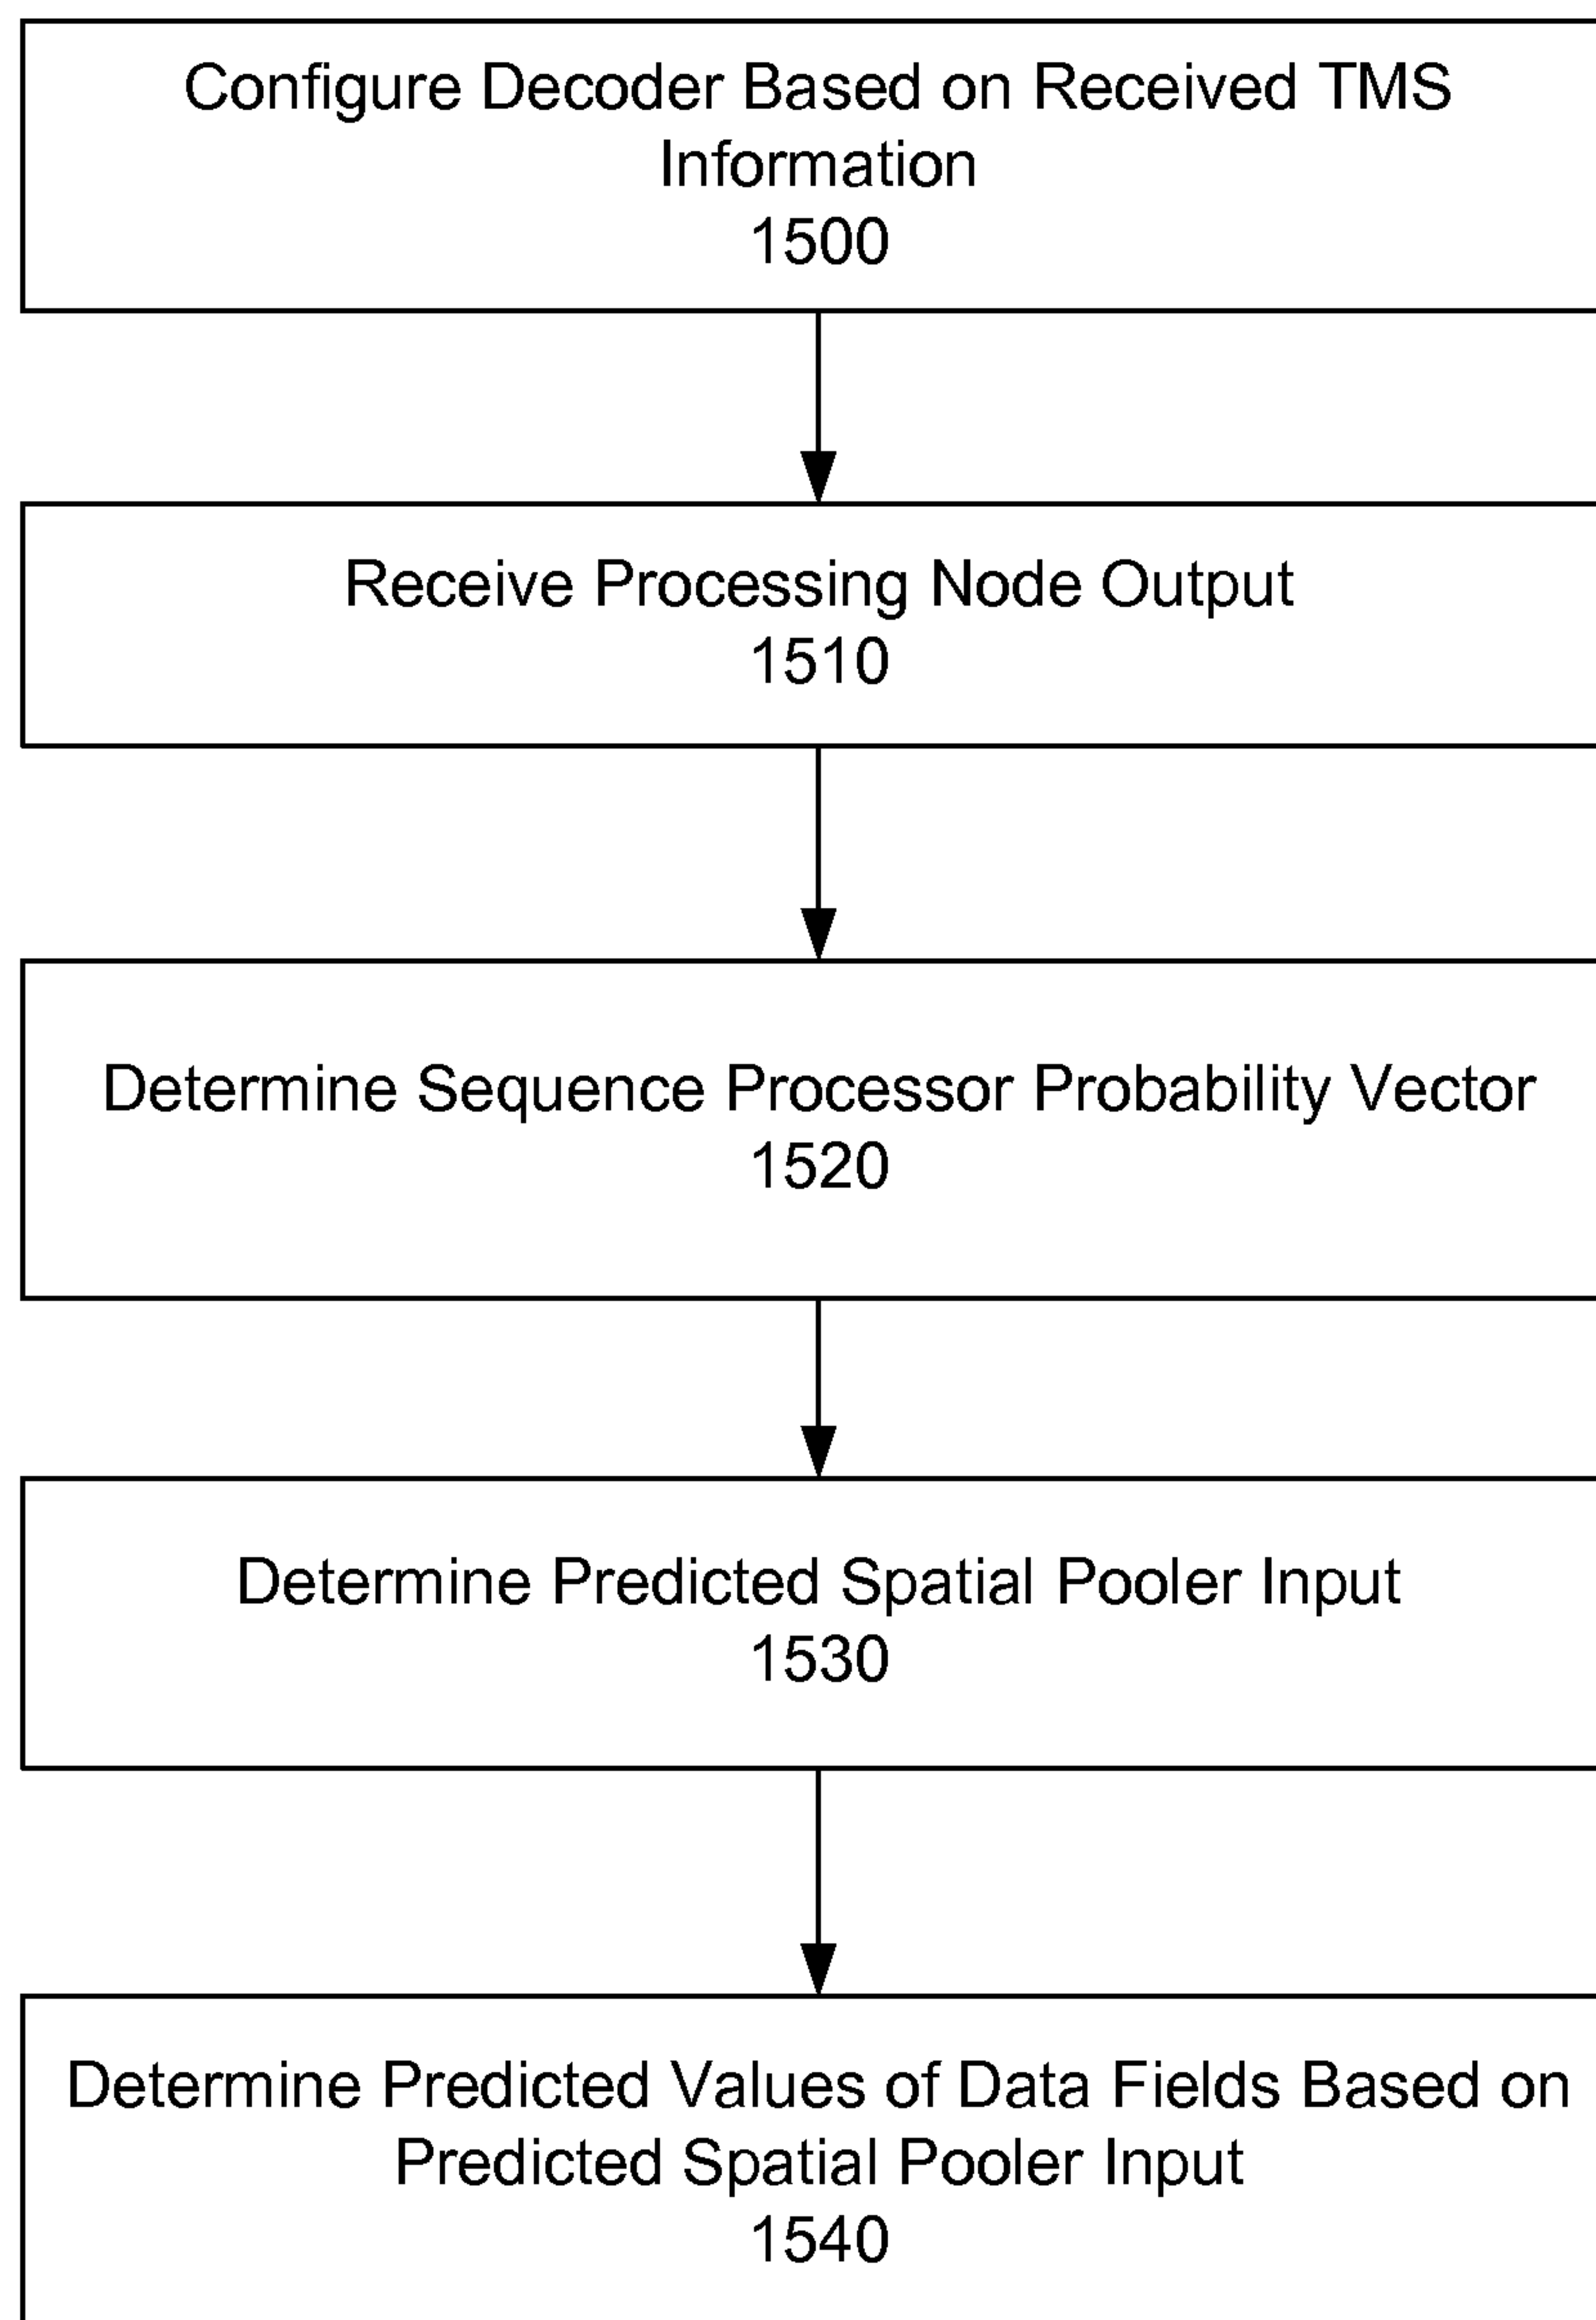 Configure Decoder Based on Received TMS
Information
1500
Receive Processing Node Output
1510
Determine Sequence Processor Probability Vector
1520
Determine Predicted Spatial Pooler Input
1530
Determine Predicted Values of Data Fields Based on
Predicted Spatial Pooler Input
1540